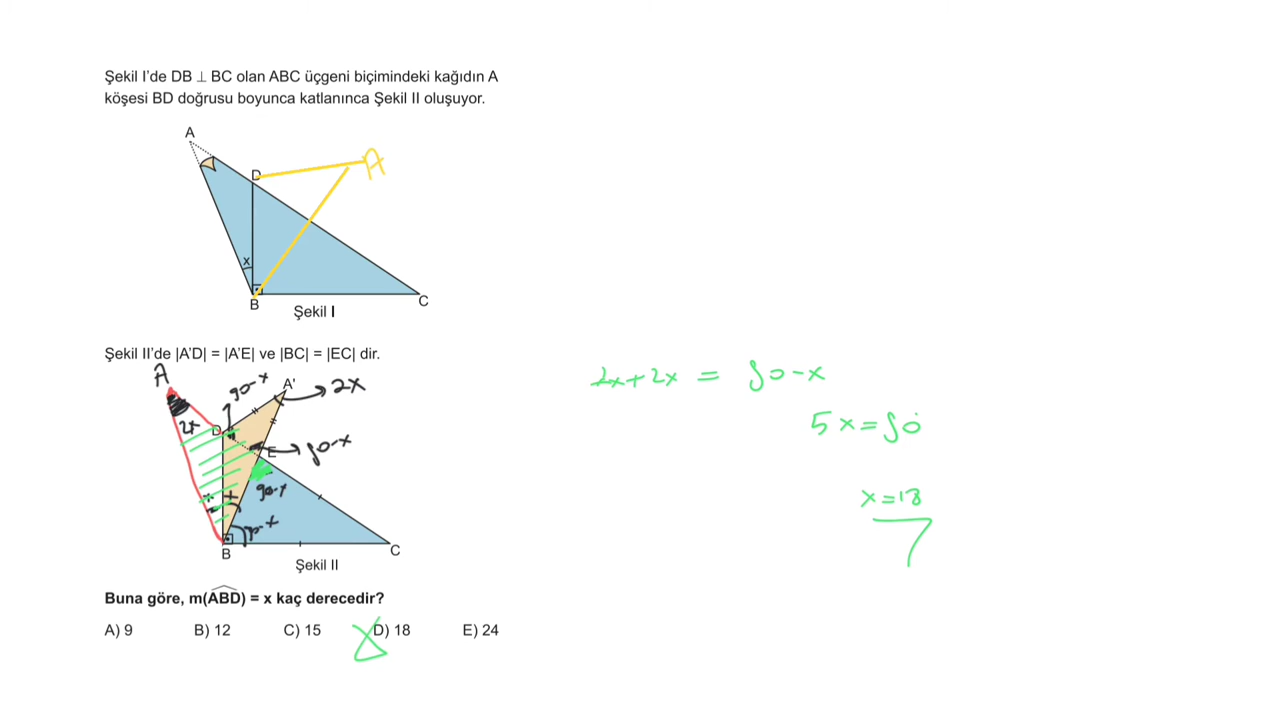 Şekil I'de DB ⊥ BC olan ABC üçgeni biçimindeki kağıdın A
köşesi BD doğrusu boyunca katlanınca Şekil II oluşuyor.
A
D
A
x
B
C
Şekil I
Şekil II'de |A'D| = |A'E| ve |BC| = |EC| dir.
A
90-x
A'
2x
2x
D
E
90-x
x
x
90-x
90-x
B
C
Şekil II
2x+2x = 90-x
5x=90
x=18
Buna göre, m(ABD) = x kaç derecedir?
A) 9 B) 12 C) 15 D) 18 E) 24